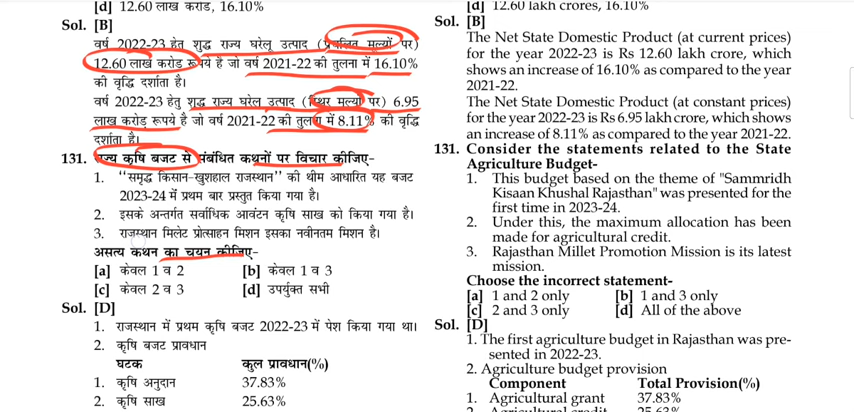 [d] 12.60 लाख करोड़, 16.10%
Sol. [B]
वर्ष 2022-23 हेतु शुद्ध राज्य घरेलू उत्पाद (प्रचलित मूल्यों पर)
12.60 लाख करोड़ रूपये है जो वर्ष 2021-22 की तुलना में 16.10%
की वृद्धि दर्शाता है।
वर्ष 2022-23 हेतु शुद्ध राज्य घरेलू उत्पाद (स्थिर मूल्यों पर) 6.95
लाख करोड़ रूपये है जो वर्ष 2021-22 की तुलना में 8.11% की वृद्धि
दर्शाता है।
131. राज्य कृषि बजट से संबंधित कथनों पर विचार कीजिए-
1. ‘‘समृद्ध किसान-खुशहाल राजस्थान’’ की थीम आधारित यह बजट
2023-24 में प्रथम बार प्रस्तुत किया गया है।
2. इसके अन्तर्गत सर्वाधिक आवंटन कृषि साख को किया गया है।
3. राजस्थान मिलेट प्रोत्साहन मिशन इसका नवीनतम मिशन है।
असत्य कथन का चयन कीजिए-
[a] केवल 1 व 2 [b] केवल 1 व 3
[c] केवल 2 व 3 [d] उपर्युक्त सभी
Sol. [D]
1. राजस्थान में प्रथम कृषि बजट 2022-23 में पेश किया गया था।
2. कृषि बजट प्रावधान
घटक कुल प्रावधान(%)
1. कृषि अनुदान 37.83%
2. कृषि साख 25.63%
[d] 12.60 lakh crores, 16.10%
Sol. [B]
The Net State Domestic Product (at current prices)
for the year 2022-23 is Rs 12.60 lakh crore, which
shows an increase of 16.10% as compared to the year
2021-22.
The Net State Domestic Product (at constant prices)
for the year 2022-23 is Rs 6.95 lakh crore, which shows
an increase of 8.11% as compared to the year 2021-22.
131. Consider the statements related to the State
Agriculture Budget-
1. This budget based on the theme of "Sammridh
Kisaan Khushal Rajasthan" was presented for the
first time in 2023-24.
2. Under this, the maximum allocation has been
made for agricultural credit.
3. Rajasthan Millet Promotion Mission is its latest
mission.
Choose the incorrect statement-
[a] 1 and 2 only [b] 1 and 3 only
[c] 2 and 3 only [d] All of the above
Sol. [D]
1. The first agriculture budget in Rajasthan was pre-
sented in 2022-23.
2. Agriculture budget provision
Component Total Provision(%)
1. Agricultural grant 37.83%
2. Agricultural credit 25.63%